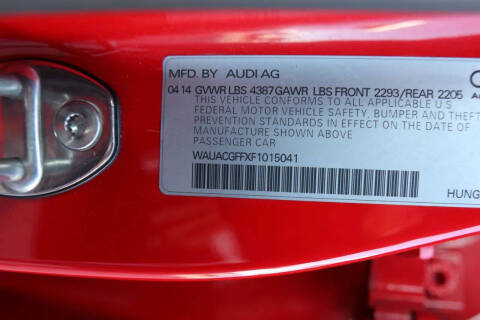 MFD. BY AUDI AG
04 14 GVWR LBS 4387 GAWR LBS FRONT 2293/REAR 2205
THIS VEHICLE CONFORMS TO ALL APPLICABLE U.S
FEDERAL MOTOR VEHICLE SAFETY, BUMPER AND THEFT
PREVENTION STANDARDS IN EFFECT ON THE DATE OF
MANUFACTURE SHOWN ABOVE
PASSENGER CAR
WAUACGFFXF1015041
HUNG